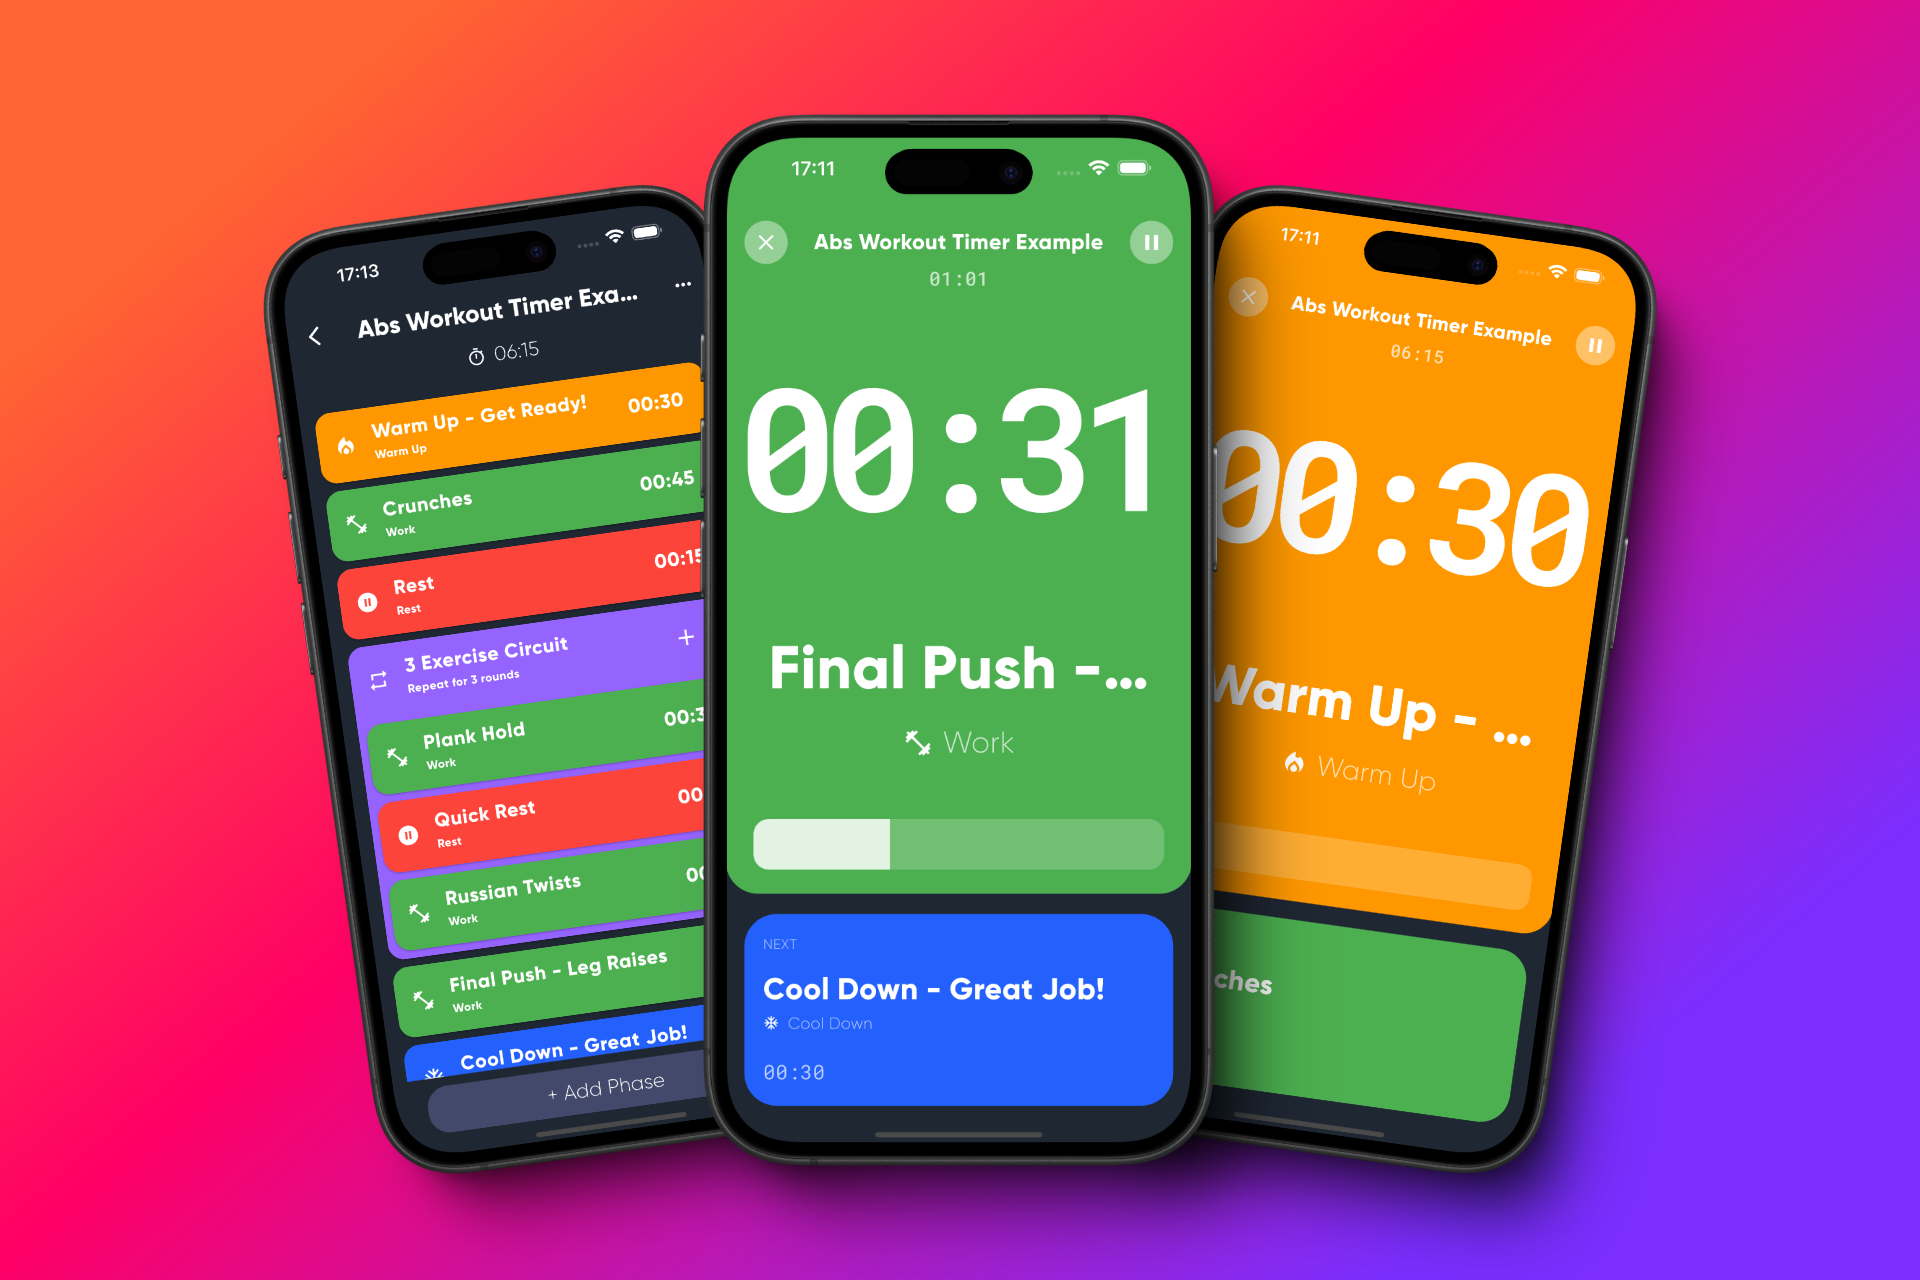 17:13
Abs Workout Timer Exa...
06:15
Warm Up - Get Ready!
00:30
Warm Up
Crunches
00:45
Work
Rest
00:15
Rest
3 Exercise Circuit
Repeat for 3 rounds
Plank Hold
00:3
Work
Quick Rest
00
Rest
Russian Twists
00
Work
Final Push - Leg Raises
Work
Cool Down - Great Job!
+ Add Phase
17:11
Abs Workout Timer Example
01:01
00:31
Final Push -...
Work
NEXT
Cool Down - Great Job!
Cool Down
00:30
17:11
Abs Workout Timer Example
06:15
00:30
Warm Up - ...
Warm Up
ches